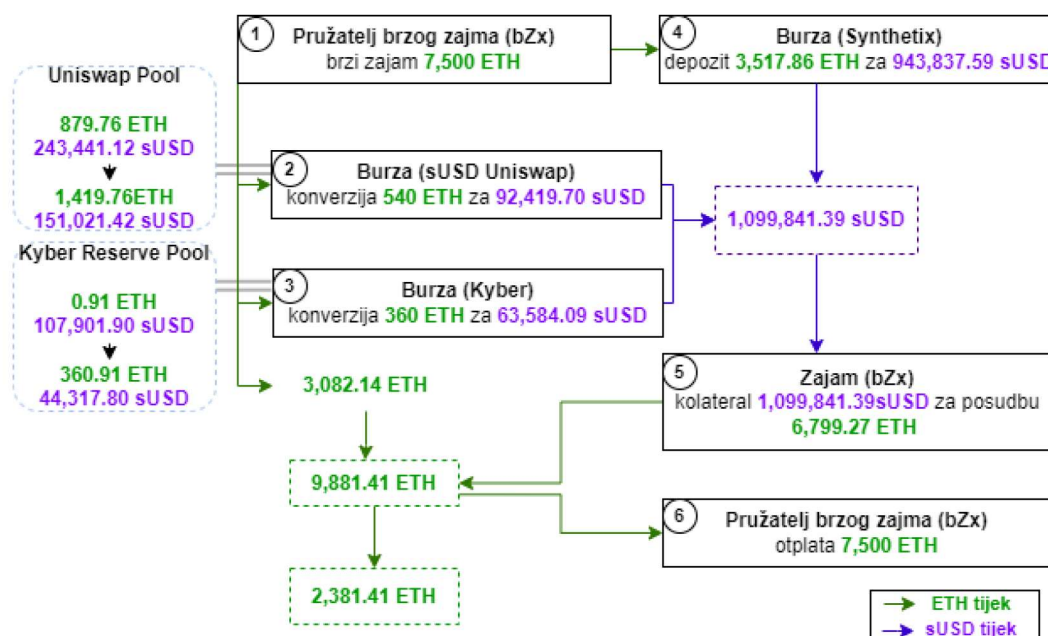 1
Pružatelj brzog zajma (bZx)
brzi zajam 7,500 ETH
4
Burza (Synthetix)
depozit 3,517.86 ETH za 943,837.59 sUSD
Uniswap Pool
879.76 ETH
243,441.12 sUSD
1,419.76ETH
151,021.42 sUSD
2
Burza (sUSD Uniswap)
konverzija 540 ETH za 92,419.70 sUSD
1,099,841.39 sUSD
Kyber Reserve Pool
0.91 ETH
107,901.90 sUSD
360.91 ETH
44,317.80 sUSD
3
Burza (Kyber)
konverzija 360 ETH za 63,584.09 sUSD
3,082.14 ETH
5
Zajam (bZx)
kolateral 1,099,841.39sUSD za posudbu
6,799.27 ETH
9,881.41 ETH
6
Pružatelj brzog zajma (bZx)
otplata 7,500 ETH
2,381.41 ETH
ETH tijek
sUSD tijek